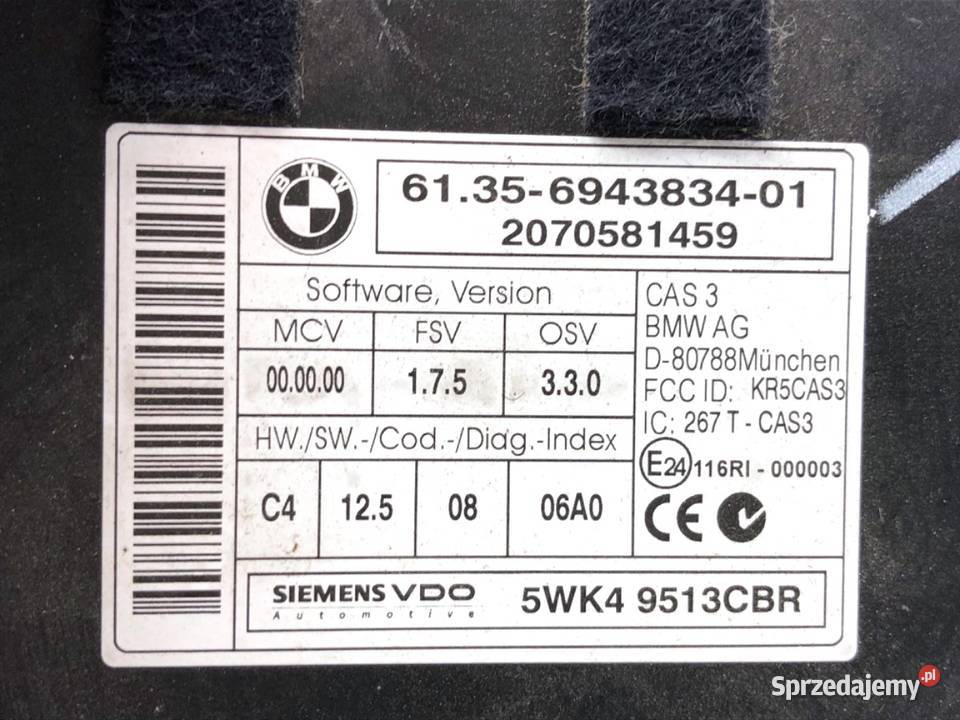 BMW
61.35-6943834-01
2070581459
Software, Version
MCV FSV OSV
00.00.00 1.7.5 3.3.0
HW./SW.-/Cod.-/Diag.-Index
C4 12.5 08 06A0
CAS 3
BMW AG
D-80788München
FCC ID: KR5CAS3
IC: 267 T - CAS3
E24 116RI - 000003
CE
SIEMENS VDO
Automotive
5WK4 9513CBR
Sprzedajemy.pl